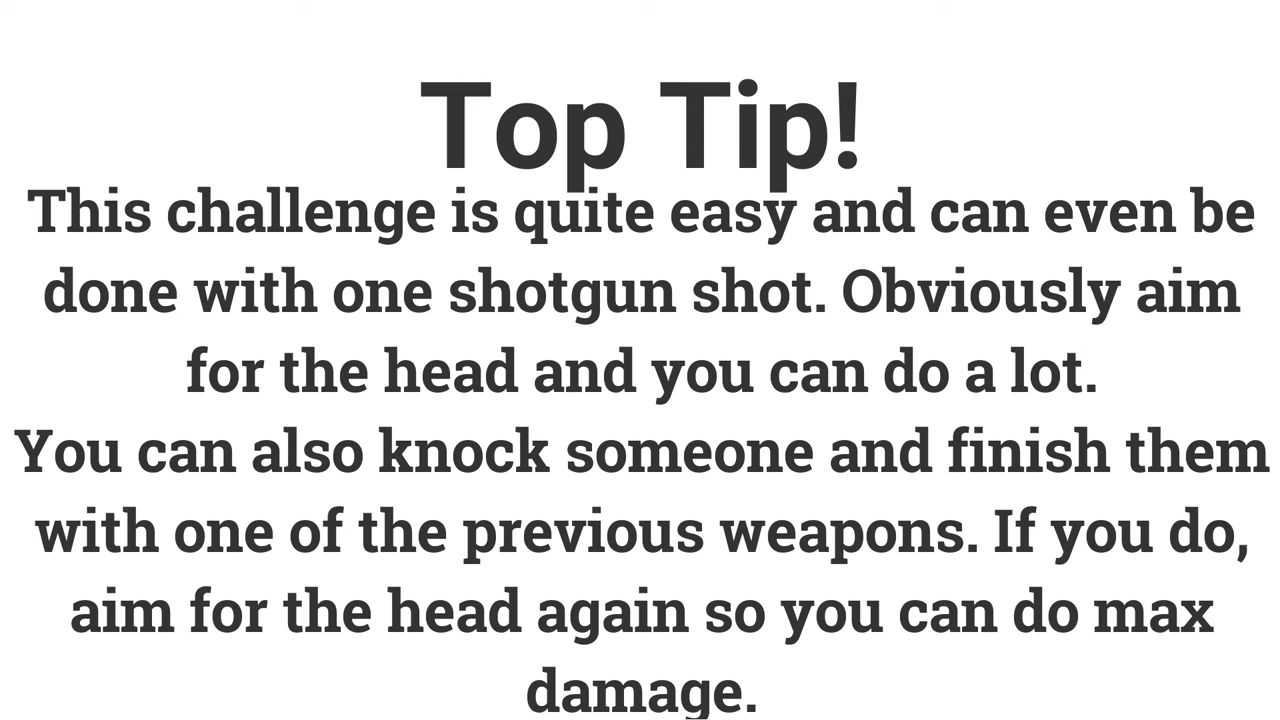 Top Tip!
This challenge is quite easy and can even be
done with one shotgun shot. Obviously aim
for the head and you can do a lot.
You can also knock someone and finish them
with one of the previous weapons. If you do,
aim for the head again so you can do max
damage.